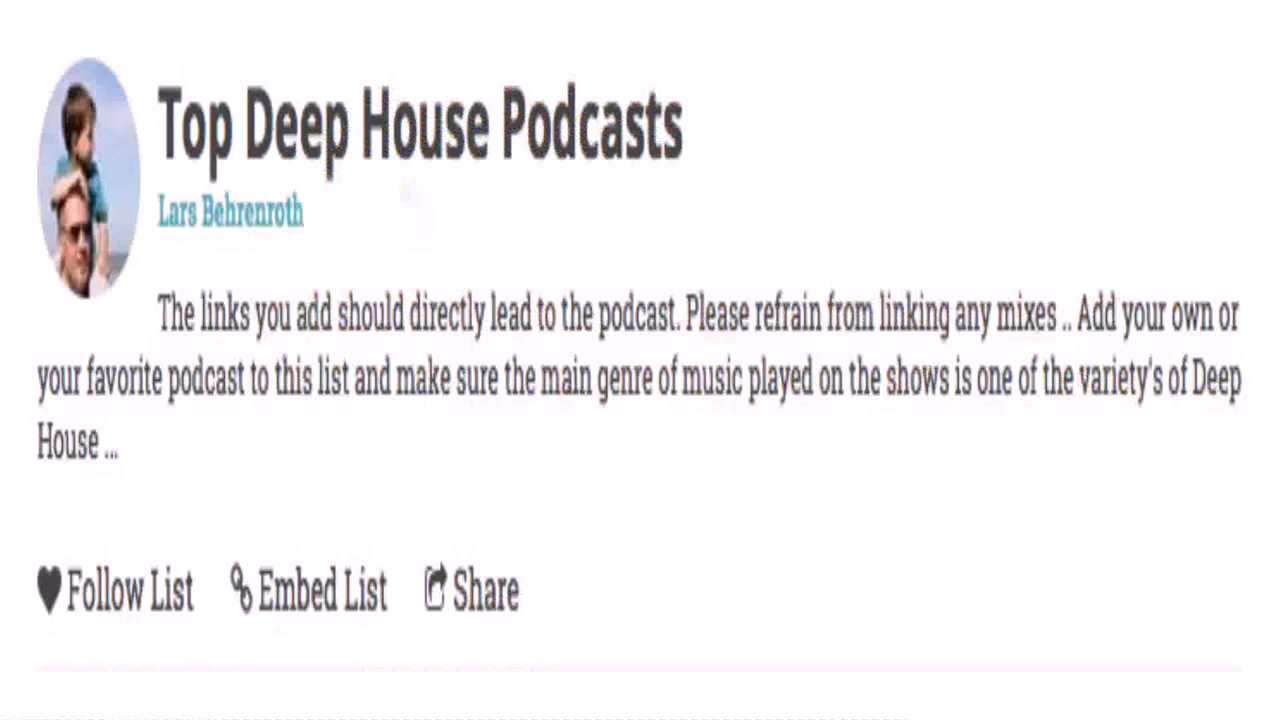 Top Deep House Podcasts
Lars Behrenroth
The links you add should directly lead to the podcast. Please refrain from linking any mixes .. Add your own or
your favorite podcast to this list and make sure the main genre of music played on the shows is one of the variety's of Deep
House ...
Follow List Embed List Share